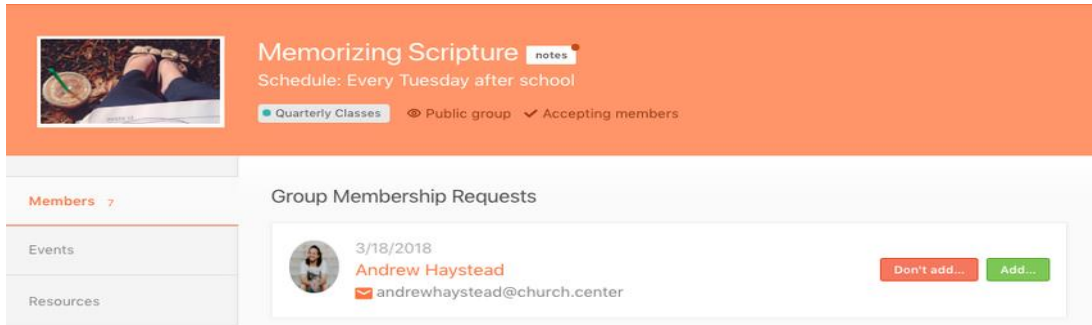 Memorizing Scripture notes
Schedule: Every Tuesday after school
Quarterly Classes Public group Accepting members
Members 7
Events
Resources
Group Membership Requests
3/18/2018
Andrew Haystead
andrewhaystead@church.center
Don't add... Add...